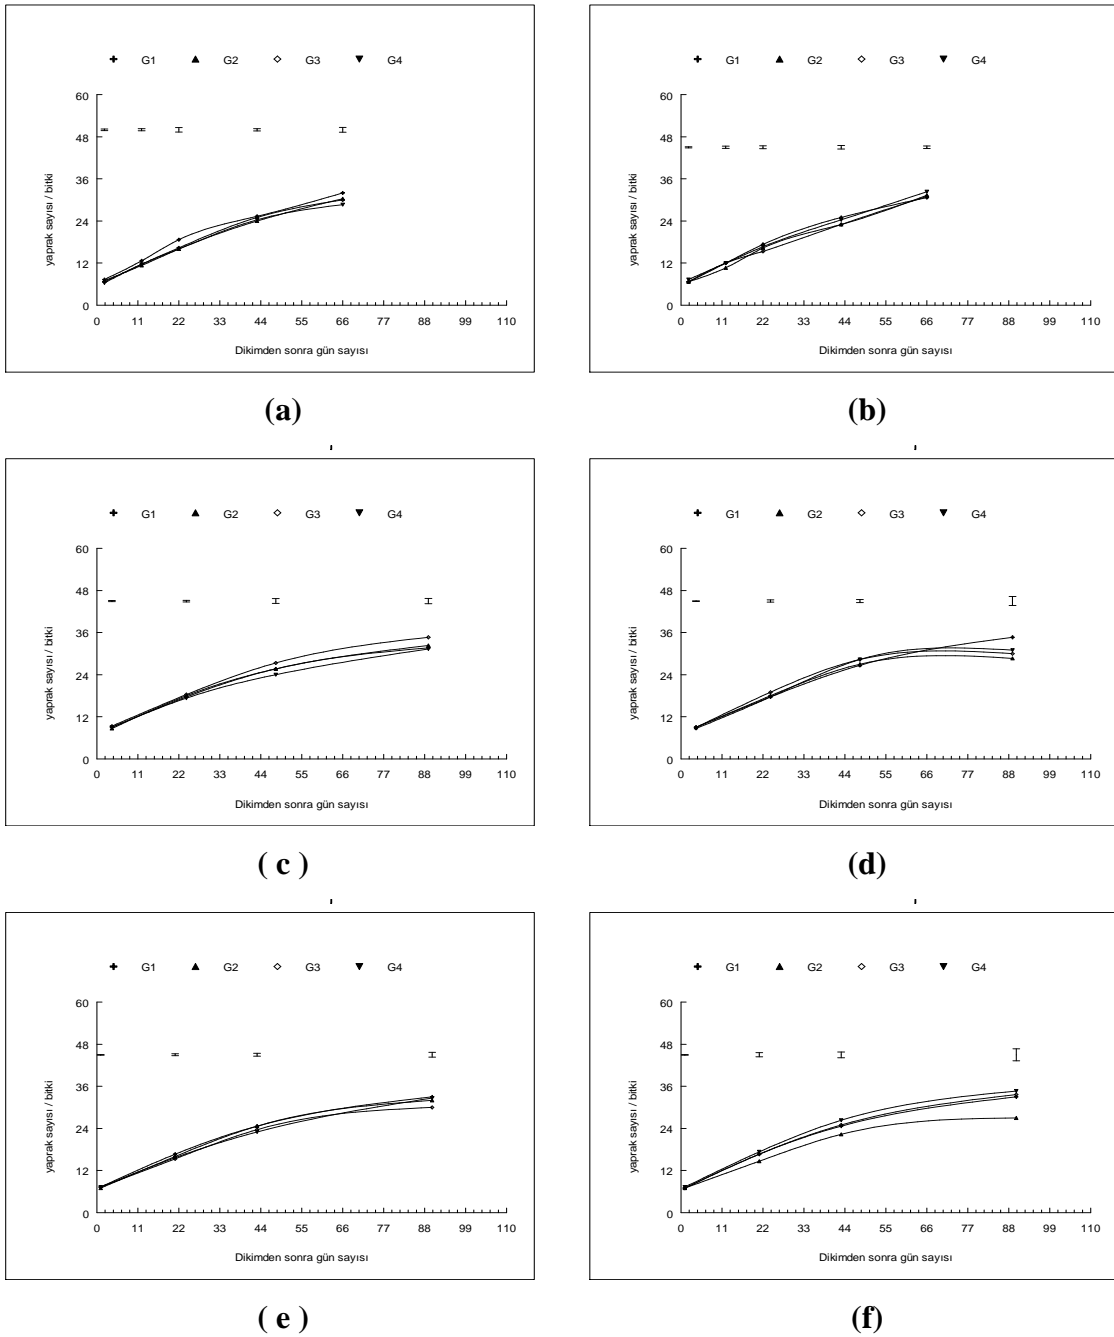 G1 G2 G3 G4
60
48
36
24
12
0
yaprak sayısı / bitki
0 11 22 33 44 55 66 77 88 99 110
Dikimden sonra gün sayısı
(a)
G1 G2 G3 G4
60
48
36
24
12
0
yaprak sayısı / bitki
0 11 22 33 44 55 66 77 88 99 110
Dikimden sonra gün sayısı
(b)
G1 G2 G3 G4
60
48
36
24
12
0
yaprak sayısı / bitki
0 11 22 33 44 55 66 77 88 99 110
Dikimden sonra gün sayısı
( c )
G1 G2 G3 G4
60
48
36
24
12
0
yaprak sayısı / bitki
0 11 22 33 44 55 66 77 88 99 110
Dikimden sonra gün sayısı
(d)
G1 G2 G3 G4
60
48
36
24
12
0
yaprak sayısı / bitki
0 11 22 33 44 55 66 77 88 99 110
Dikimden sonra gün sayısı
( e )
G1 G2 G3 G4
60
48
36
24
12
0
yaprak sayısı / bitki
0 11 22 33 44 55 66 77 88 99 110
Dikimden sonra gün sayısı
(f)